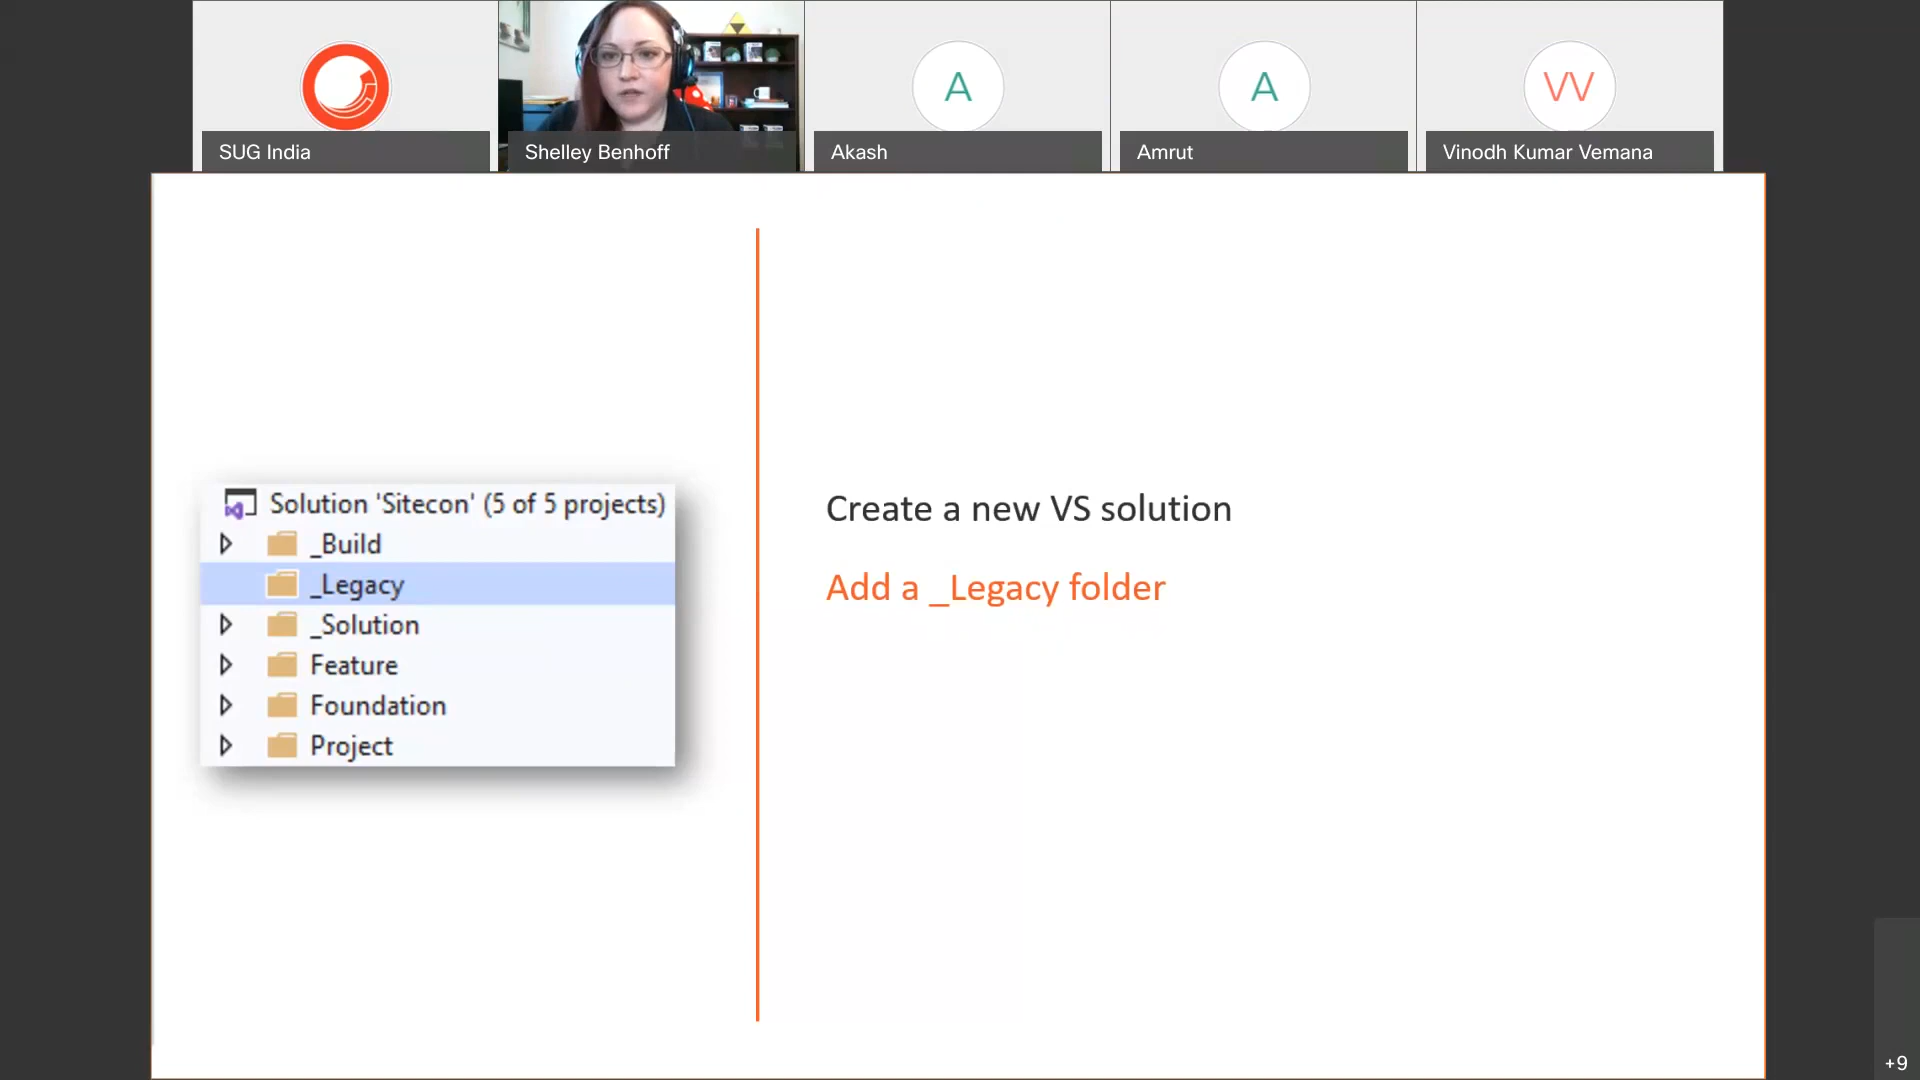 SUG India
Shelley Benhoff
A
Akash
A
Amrut
VV
Vinodh Kumar Vemana
Solution 'Sitecon' (5 of 5 projects)
_Build
_Legacy
_Solution
Feature
Foundation
Project
Create a new VS solution
Add a _Legacy folder
+9